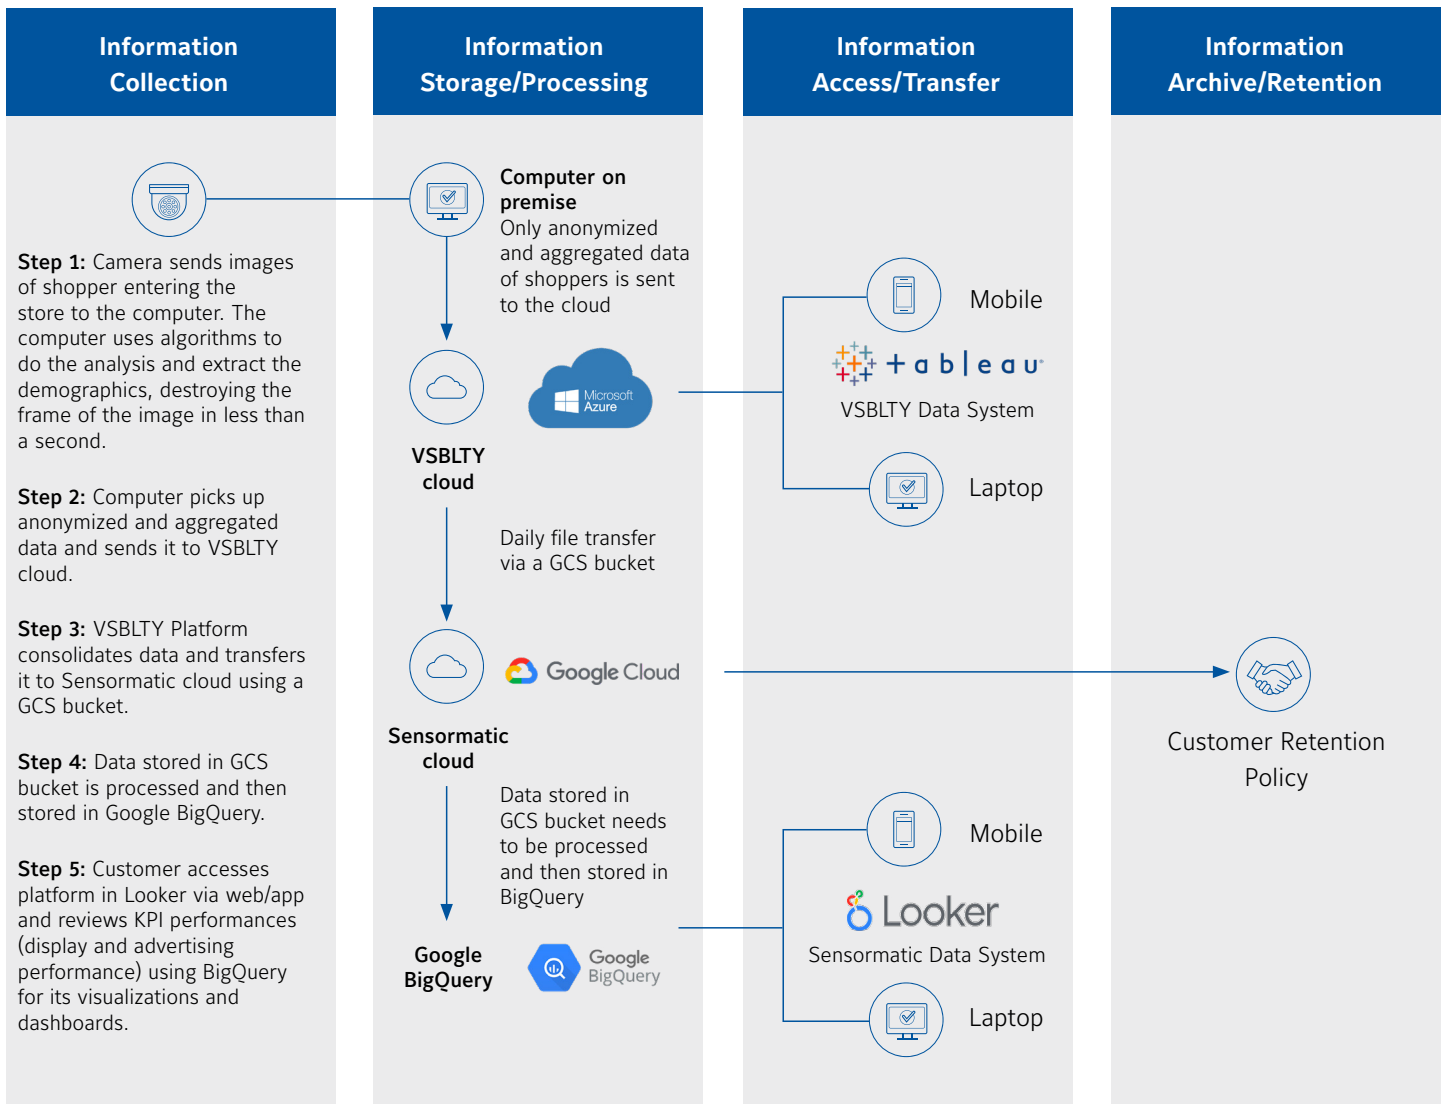 Information
Collection
Step 1: Camera sends images
of shopper entering the
store to the computer. The
computer uses algorithms to
do the analysis and extract the
demographics, destroying the
frame of the image in less than
a second.
Step 2: Computer picks up
anonymized and aggregated
data and sends it to VSBLTY
cloud.
Step 3: VSBLTY Platform
consolidates data and transfers
it to Sensormatic cloud using a
GCS bucket.
Step 4: Data stored in GCS
bucket is processed and then
stored in Google BigQuery.
Step 5: Customer accesses
platform in Looker via web/app
and reviews KPI performances
(display and advertising
performance) using BigQuery
for its visualizations and
dashboards.
Information
Storage/Processing
Computer on
premise
Only anonymized
and aggregated data
of shoppers is sent
to the cloud
Microsoft
Azure
VSBLTY
cloud
Daily file transfer
via a GCS bucket
Google Cloud
Sensormatic
cloud
Data stored in
GCS bucket needs
to be processed
and then stored in
BigQuery
Google
BigQuery
Google
BigQuery
Information
Access/Transfer
Mobile
+ableau
VSBLTY Data System
Laptop
Mobile
Looker
Sensormatic Data System
Laptop
Information
Archive/Retention
Customer Retention
Policy